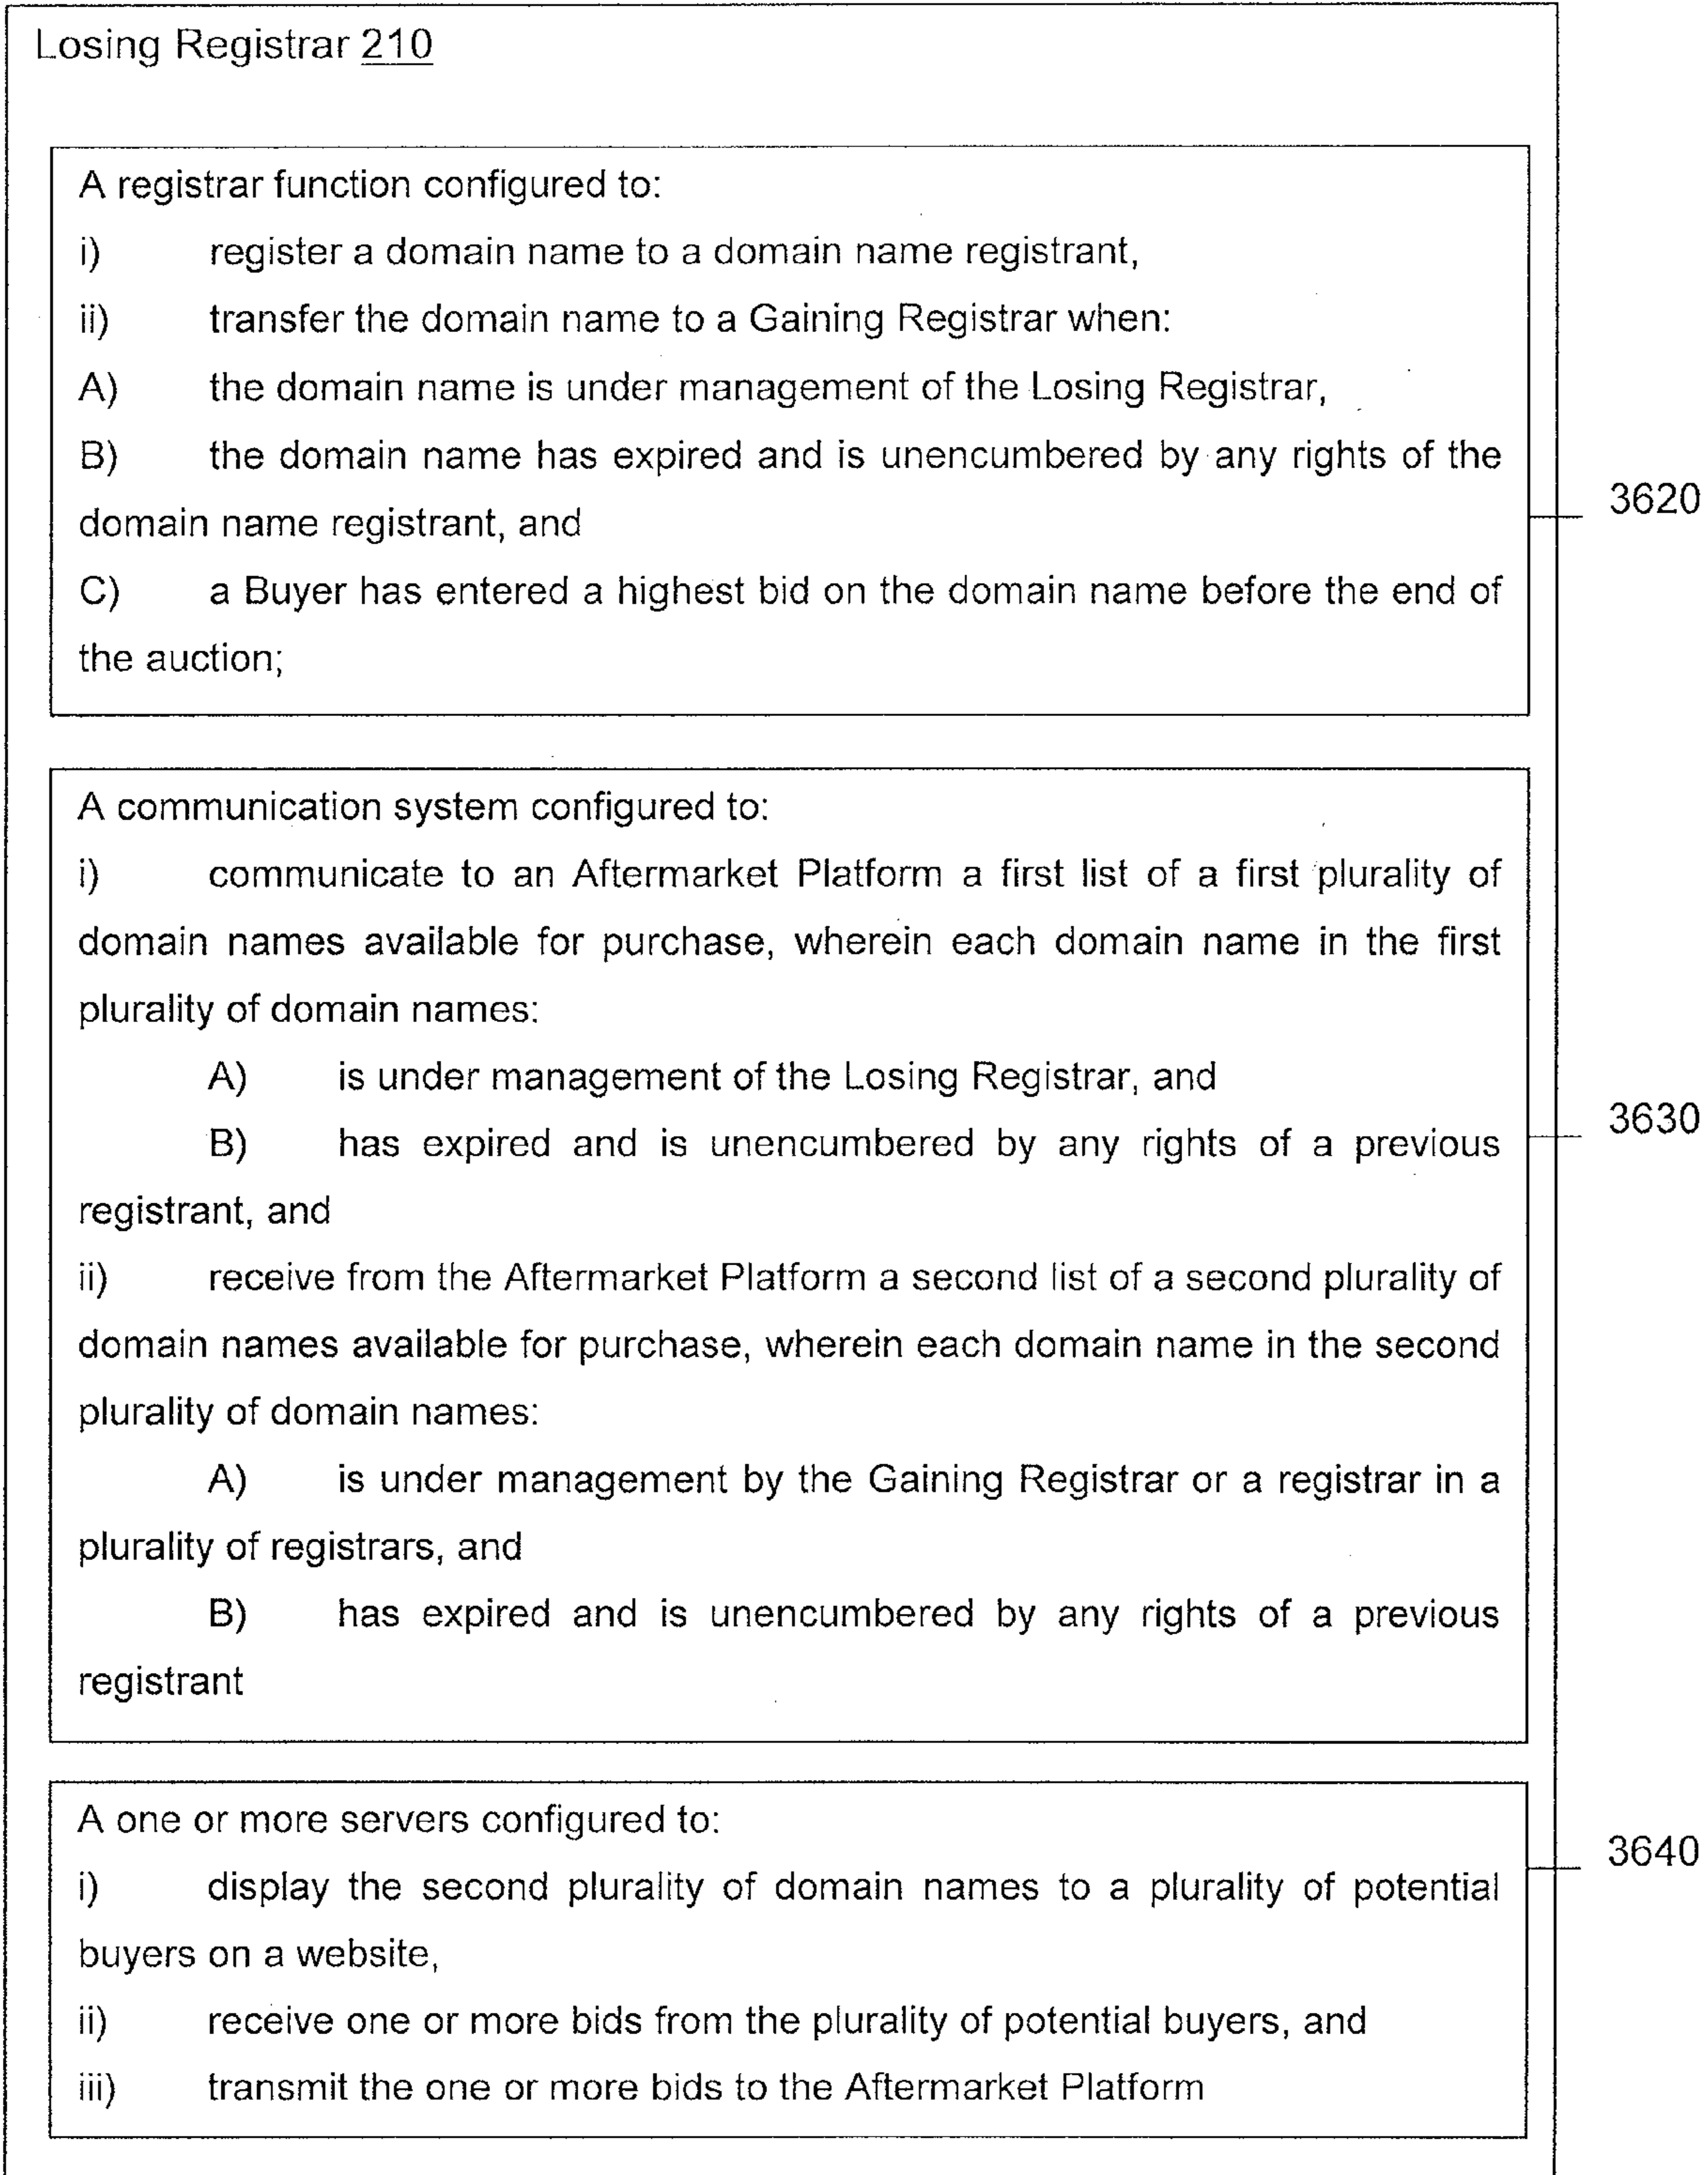 Losing Registrar 210
A registrar function configured to:
i) register a domain name to a domain name registrant,
ii) transfer the domain name to a Gaining Registrar when:
A) the domain name is under management of the Losing Registrar,
B) the domain name has expired and is unencumbered by any rights of the
domain name registrant, and
C) a Buyer has entered a highest bid on the domain name before the end of
the auction;
3620
A communication system configured to:
i) communicate to an Aftermarket Platform a first list of a first plurality of
domain names available for purchase, wherein each domain name in the first
plurality of domain names:
A) is under management of the Losing Registrar, and
B) has expired and is unencumbered by any rights of a previous
registrant, and
ii) receive from the Aftermarket Platform a second list of a second plurality of
domain names available for purchase, wherein each domain name in the second
plurality of domain names:
A) is under management by the Gaining Registrar or a registrar in a
plurality of registrars, and
B) has expired and is unencumbered by any rights of a previous
registrant
3630
A one or more servers configured to:
i) display the second plurality of domain names to a plurality of potential
buyers on a website,
ii) receive one or more bids from the plurality of potential buyers, and
iii) transmit the one or more bids to the Aftermarket Platform
3640